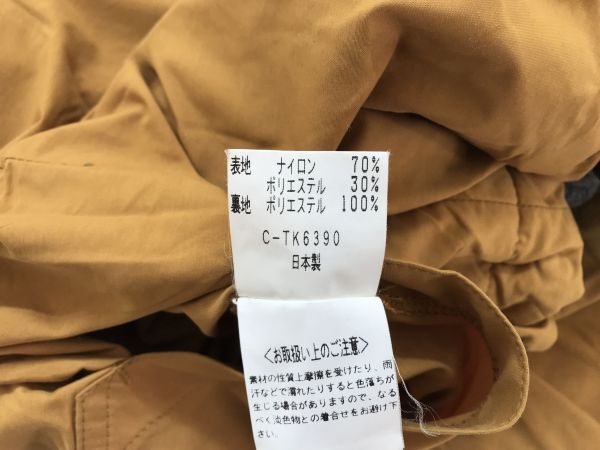 表地 ナイロン 70%
ポリエステル 30%
裏地 ポリエステル 100%
C-TK6390
日本製
<お取扱い上のご注意>
素材の性質上摩擦を受けたり、雨
汗などで濡れたりすると色落ちが
生じる場合がありますので、なる
べく淡色物との着合せをお避け下
さい。